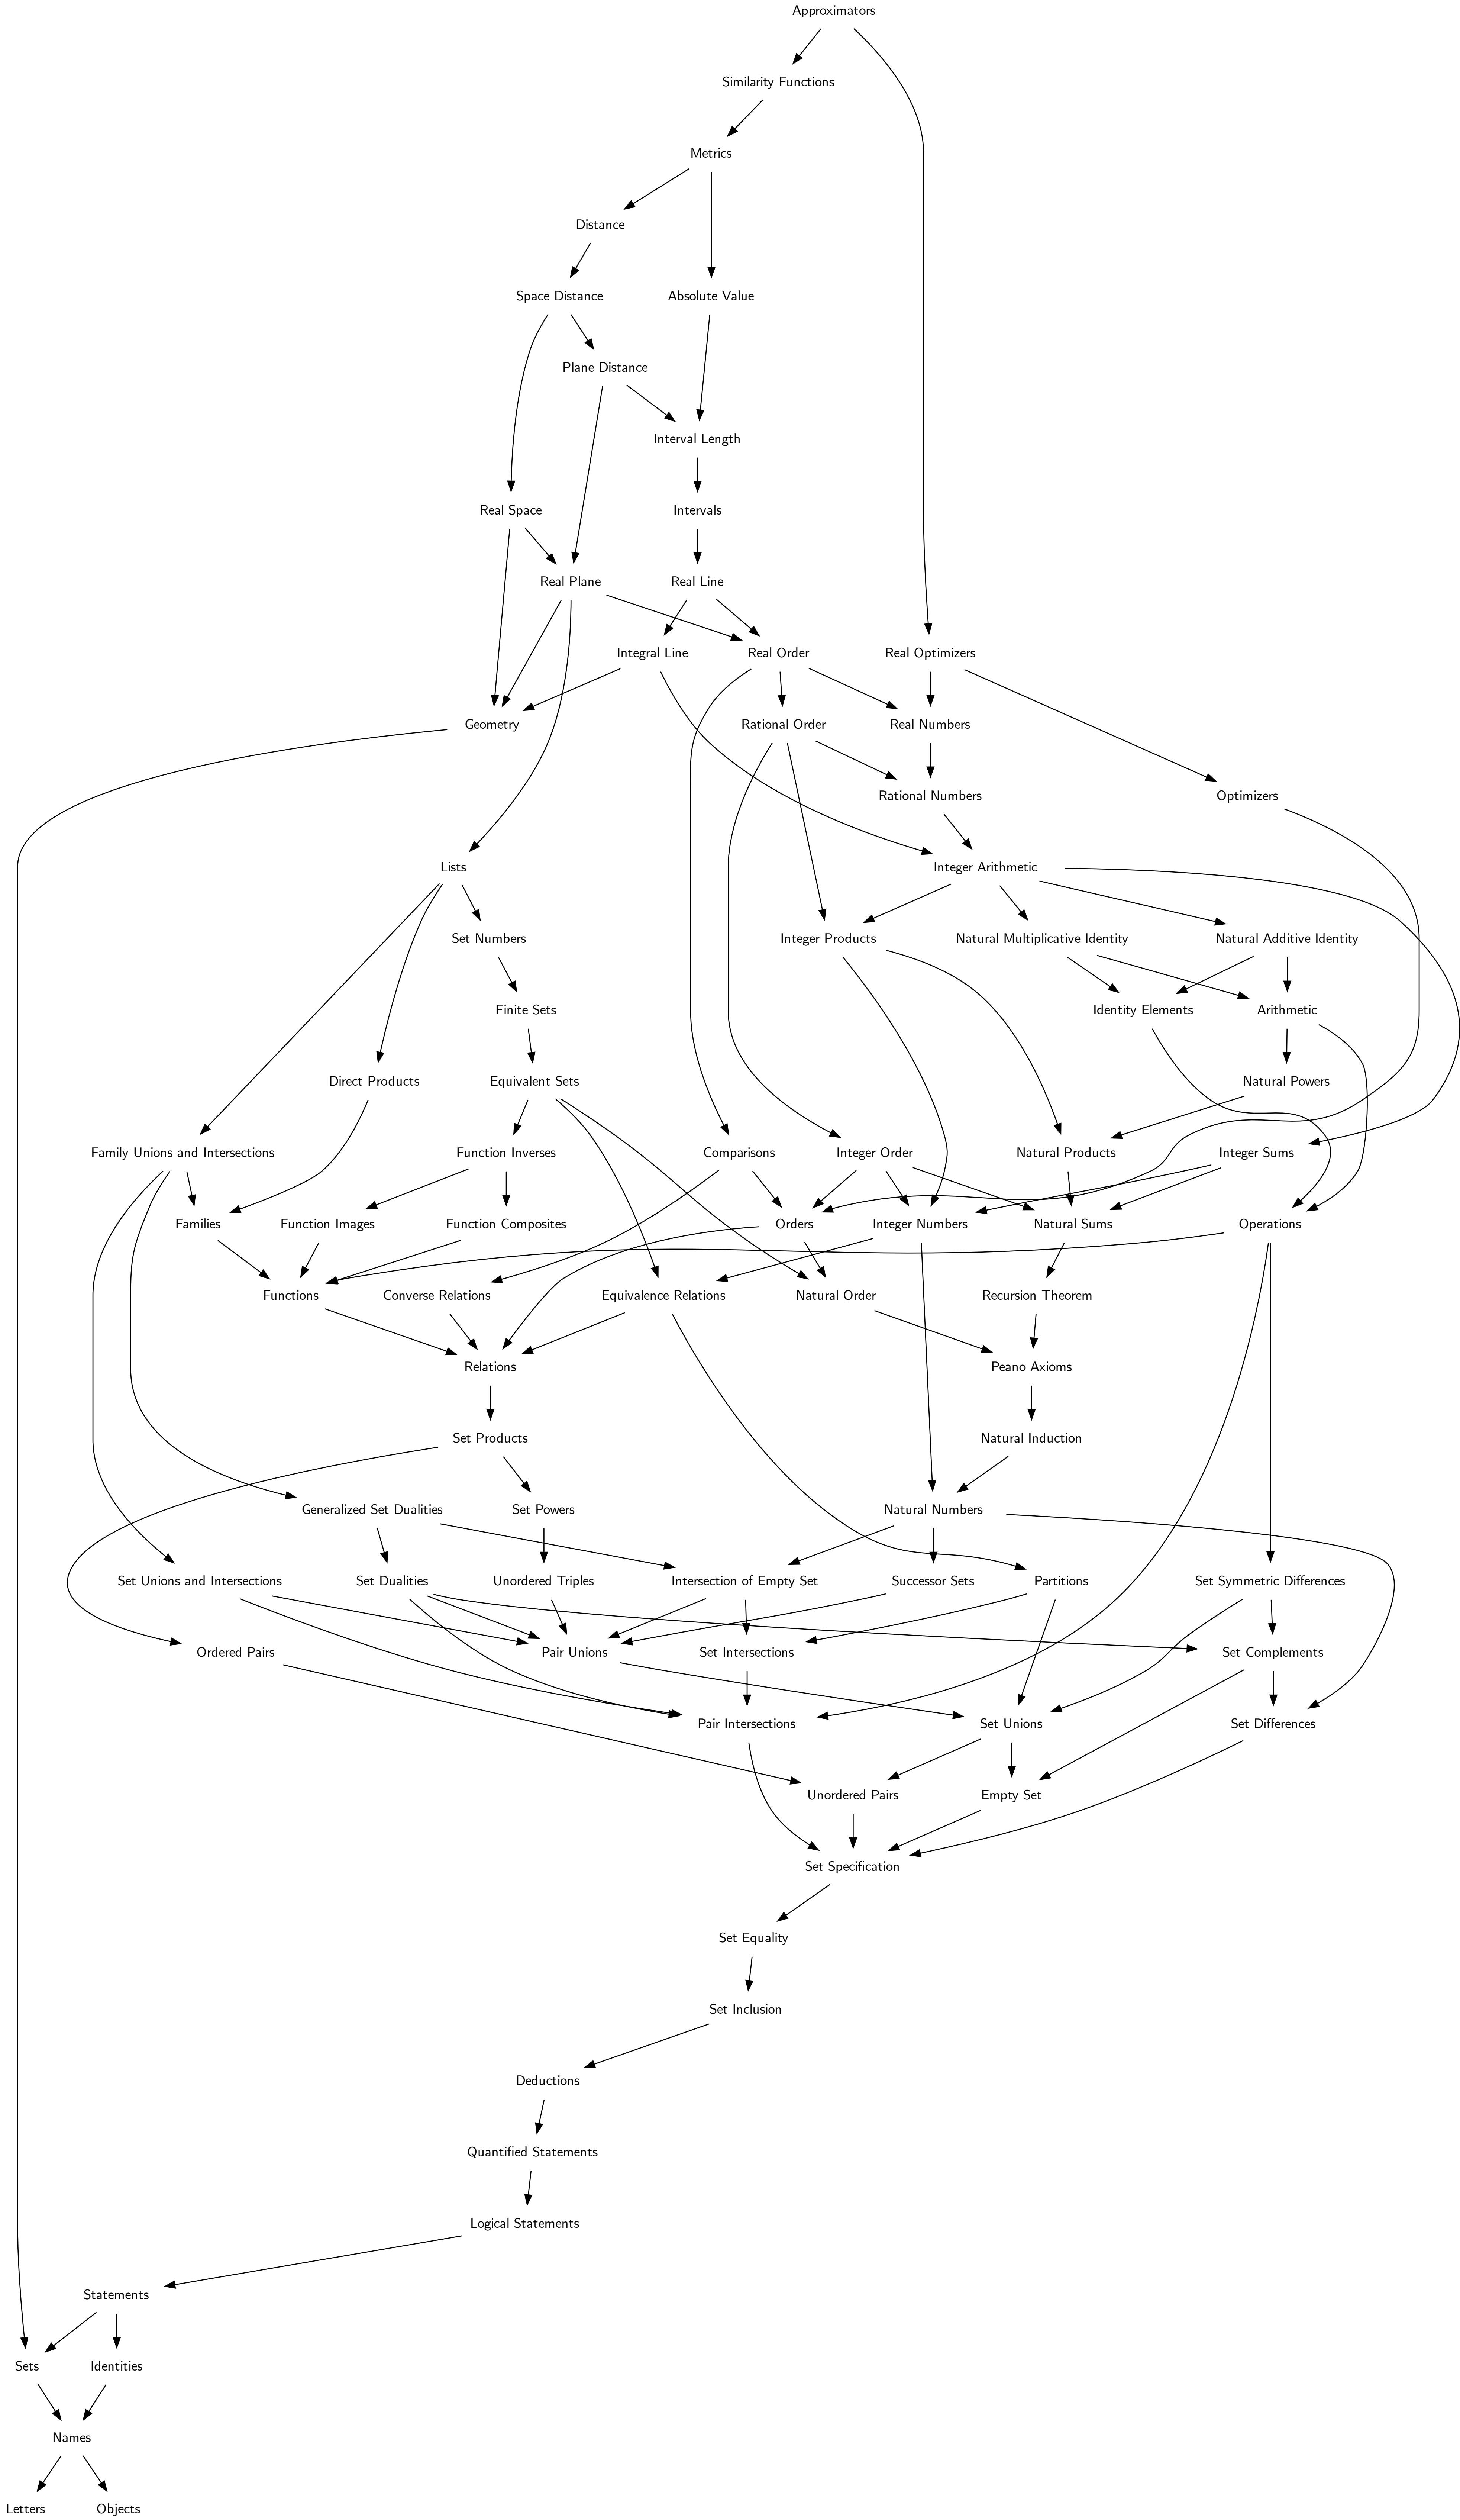 Approximators
Similarity Functions
Metrics
Distance
Space Distance
Absolute Value
Plane Distance
Interval Length
Real Space
Intervals
Real Plane
Real Line
Integral Line
Real Order
Real Optimizers
Geometry
Rational Order
Real Numbers
Rational Numbers
Optimizers
Lists
Integer Arithmetic
Set Numbers
Integer Products
Natural Multiplicative Identity
Natural Additive Identity
Finite Sets
Identity Elements
Arithmetic
Direct Products
Equivalent Sets
Natural Powers
Family Unions and Intersections
Function Inverses
Comparisons
Integer Order
Natural Products
Integer Sums
Families
Function Images
Function Composites
Orders
Integer Numbers
Natural Sums
Operations
Functions
Converse Relations
Equivalence Relations
Natural Order
Recursion Theorem
Relations
Peano Axioms
Set Products
Natural Induction
Generalized Set Dualities
Set Powers
Natural Numbers
Set Unions and Intersections
Set Dualities
Unordered Triples
Intersection of Empty Set
Successor Sets
Partitions
Set Symmetric Differences
Ordered Pairs
Pair Unions
Set Intersections
Set Complements
Pair Intersections
Set Unions
Set Differences
Unordered Pairs
Empty Set
Set Specification
Set Equality
Set Inclusion
Deductions
Quantified Statements
Logical Statements
Statements
Sets
Identities
Names
Letters
Objects